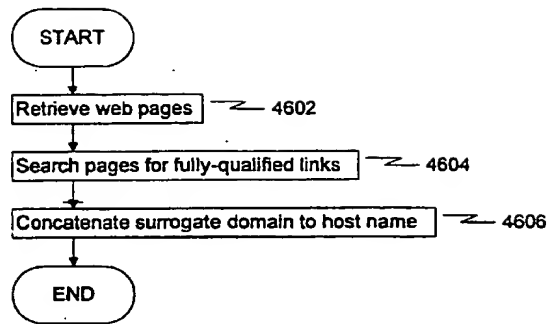 START
Retrieve web pages 4602
Search pages for fully-qualified links 4604
Concatenate surrogate domain to host name 4606
END